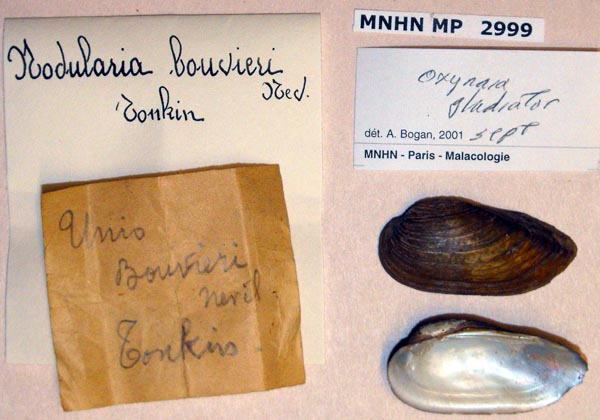 Nodularia bouvieri
Nev.
Tonkin
Unio
Bouvieri
nevil.
Tonkin.
MNHN MP 2999
Oxynaia
gladiator
dét. A. Bogan, 2001 sept
MNHN - Paris - Malacologie